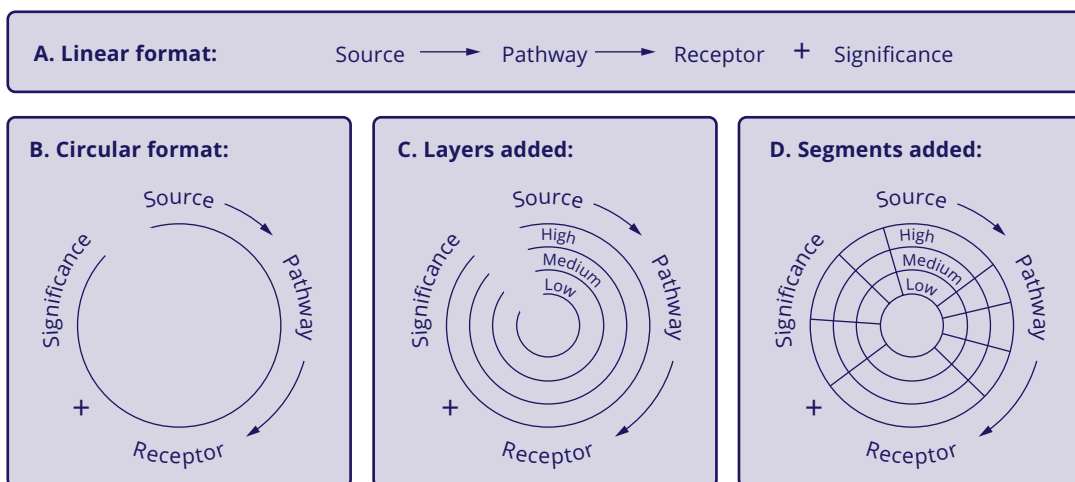 A. Linear format: Source Pathway Receptor + Significance
B. Circular format:
Source
Pathway
Receptor
+
Significance
C. Layers added:
Source
Pathway
Receptor
+
Significance
High
Medium
Low
D. Segments added:
Source
Pathway
Receptor
+
Significance
High
Medium
Low